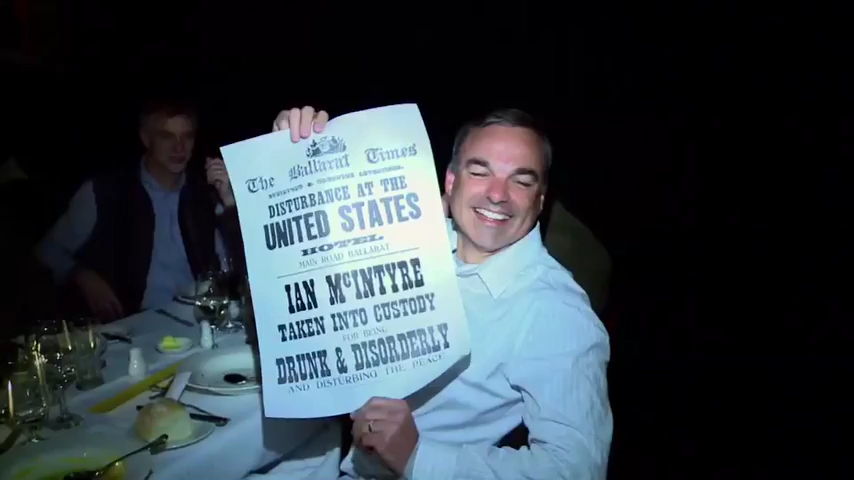 The Ballarat Times
DISTURBANCE AT THE
UNITED STATES
HOTEL
MAIN ROAD BALLARAT
IAN McINTYRE
TAKEN INTO CUSTODY
FOR BEING
DRUNK & DISORDERLY
AND DISTURBING THE PEACE